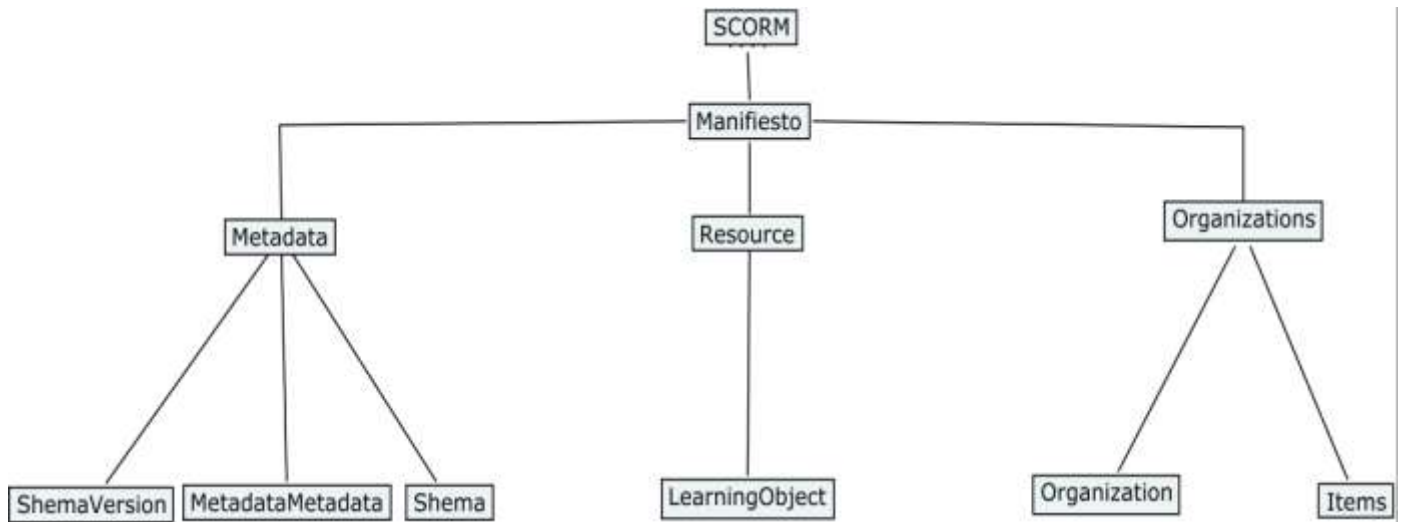 SCORM
Manifiesto
Metadata
Resource
Organizations
ShemaVersion
MetadataMetadata
Shema
LearningObject
Organization
Items